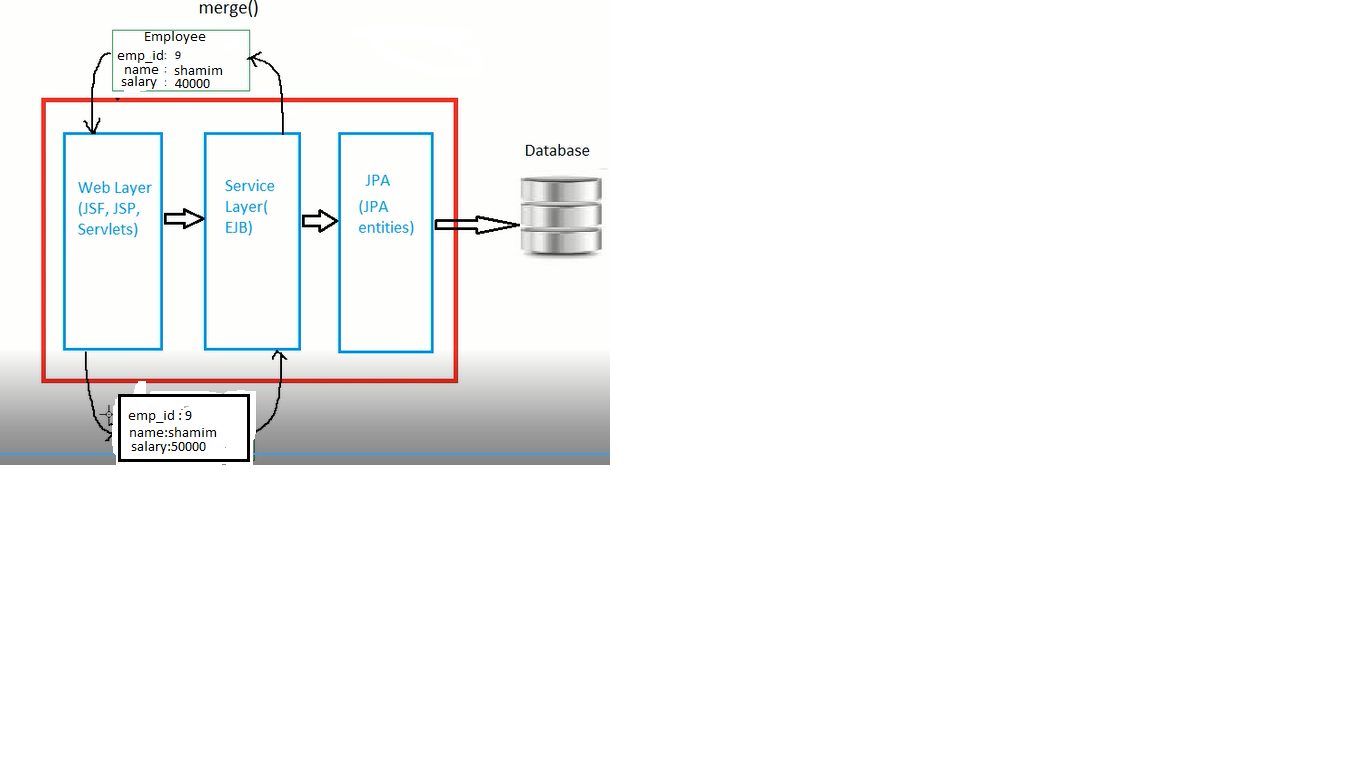 merge()
Employee
emp_id: 9
name : shamim
salary : 40000
Web Layer
(JSF, JSP,
Servlets)
Service
Layer(
EJB)
JPA
(JPA
entities)
Database
emp_id : 9
name:shamim
salary:50000